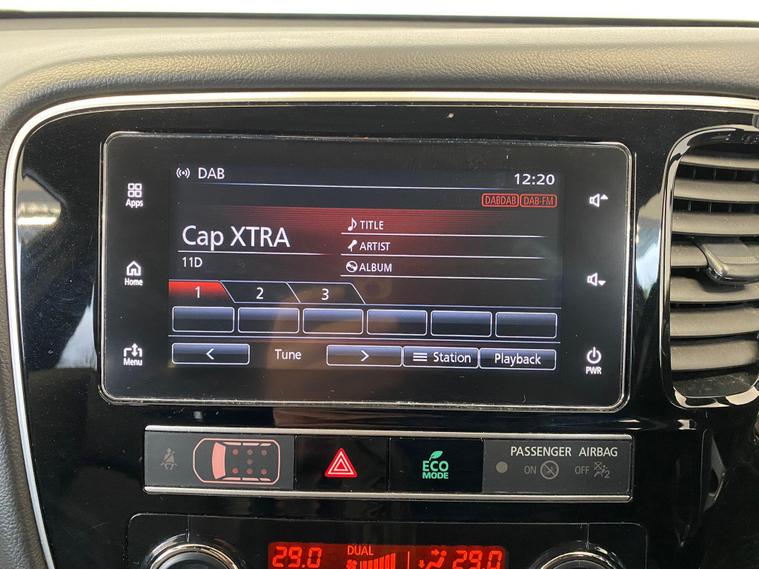 DAB 12:20
Apps
DABDAB DAB-FM
TITLE
Cap XTRA
ARTIST
11D
ALBUM
Home
1 2 3
Menu
< Tune > Station Playback
PWR
ECO
MODE
PASSENGER AIRBAG
ON OFF 2
29.0 DUAL 29.0